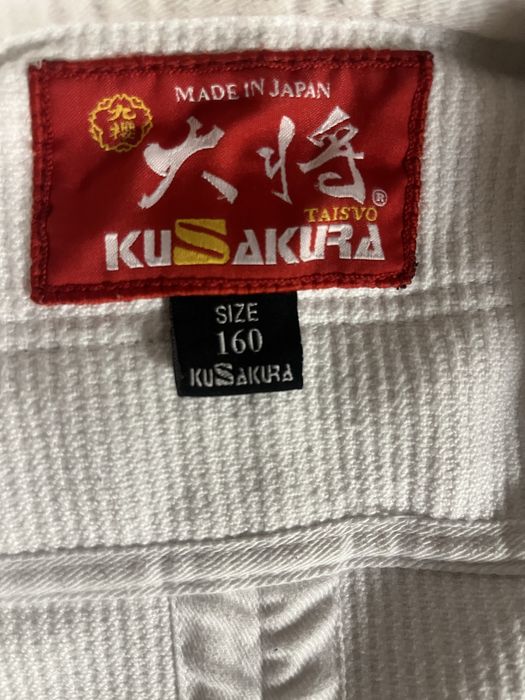 MADE IN JAPAN
九櫻
大将
TAISYO®
KUSAKURA
SIZE
160
KUSAKURA